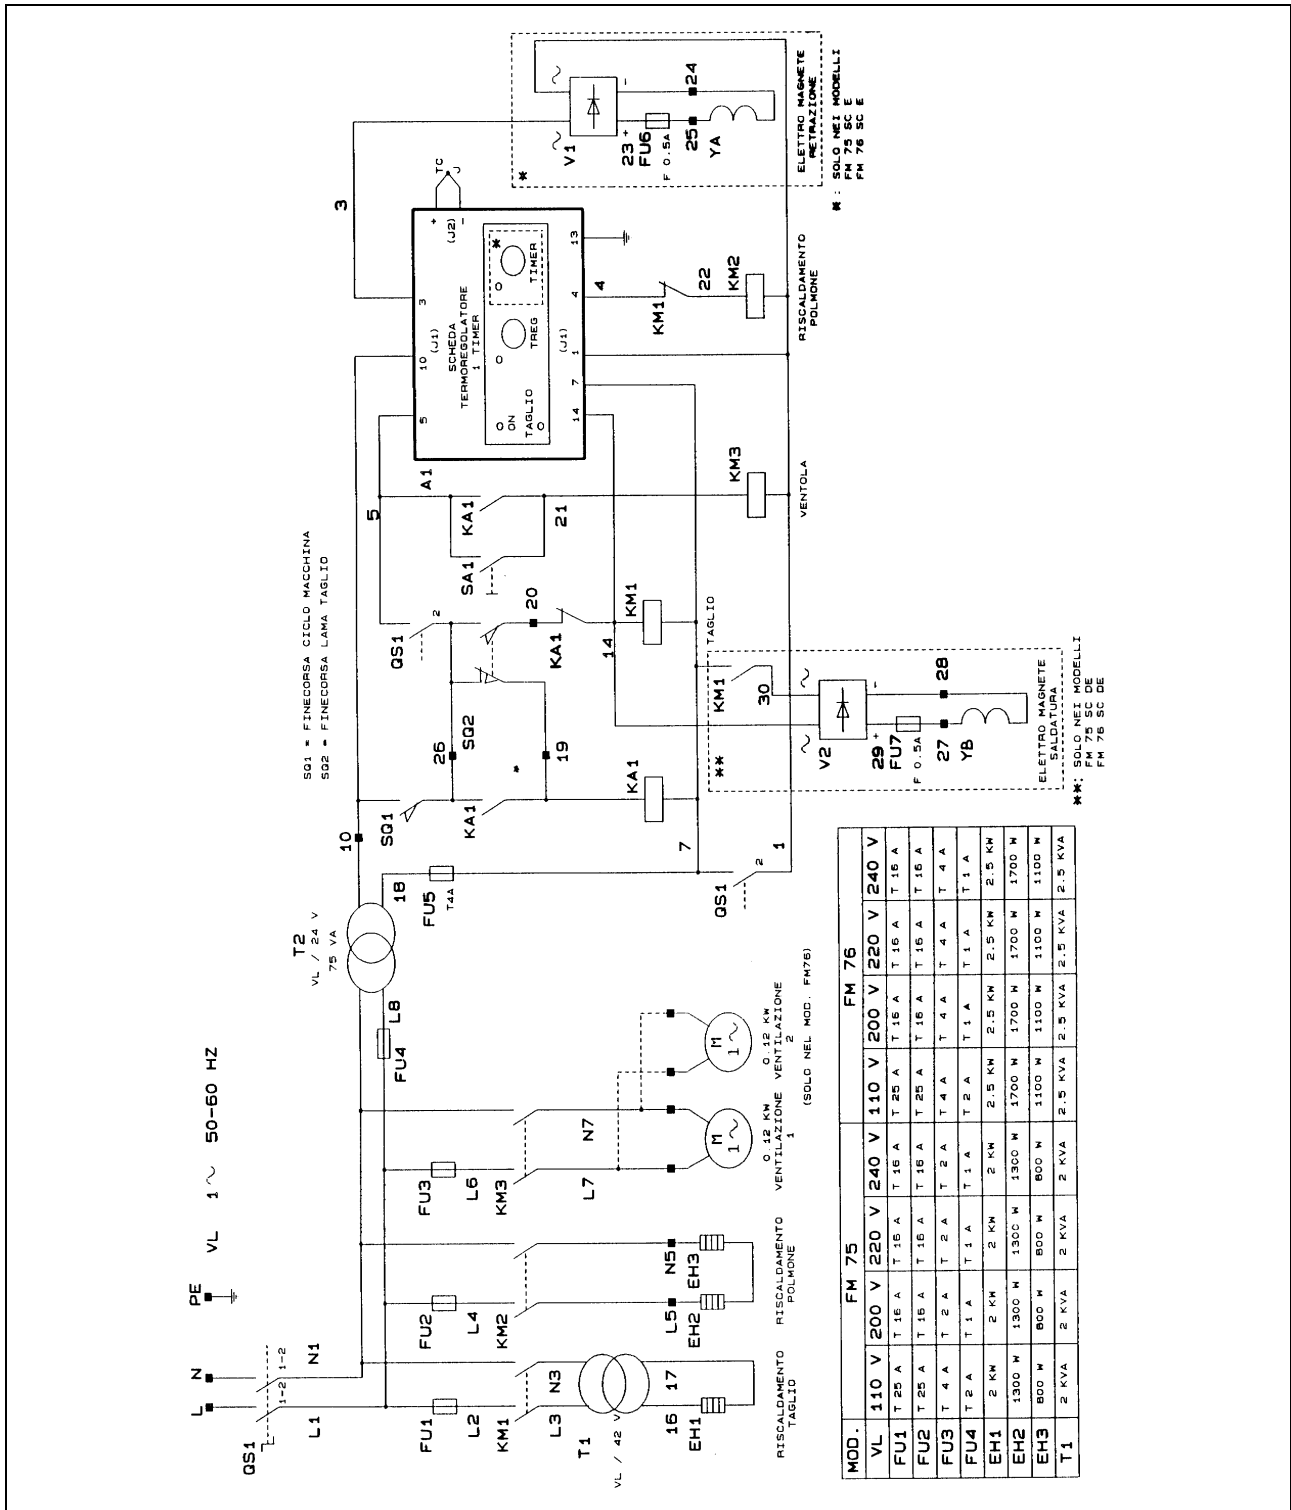 L
N
PE
VL 1 ∼ 50-60 HZ
QS1
1-2
1-2
L1
N1
FU1
L2
KM1
L3
N3
T1
VL / 42 V
16
17
EH1
RISCALDAMENTO
TAGLIO
FU2
L4
KM2
L5
N5
EH2
EH3
RISCALDAMENTO
POLMONE
FU3
L6
KM3
L7
N7
M
1∼
0.12 KW
VENTILAZIONE
1
M
1∼
0.12 KW
VENTILAZIONE
2
(SOLO NEL MOD. FM76)
FU4
L8
T2
VL / 24 V
75 VA
18
FU5
T4A
10
7
QS1
2
1
SQ1 = FINECORSA CICLO MACCHINA
SQ2 = FINECORSA LAMA TAGLIO
SQ1
KA1
26
SQ2
19
*
KA1
QS1
2
20
KA1
14
KM1
TAGLIO
5
SA1
KA1
21
KM3
VENTOLA
A1
5
10
(J1)
3
SCHEDA
TERMOREGOLATORE
1 TIMER
+
-
(J2)
TC
J
ON
TAGLIO
TREG
*
TIMER
14
7
1
(J1)
4
13
3
4
KM1
22
KM2
RISCALDAMENTO
POLMONE
*
V1
∼
∼
-
23 +
FU6
F 0.5A
24
25
YA
ELETTRO MAGNETE
RETRAZIONE
* : SOLO NEI MODELLI
FM 75 SC E
FM 76 SC E
**
KM1
30
V2
∼
∼
-
29 +
FU7
F 0.5A
28
27
YB
ELETTRO MAGNETE
SALDATURA
**: SOLO NEI MODELLI
FM 75 SC DE
FM 76 SC DE
MOD. FM 75 FM 76
VL 110 V 200 V 220 V 240 V 110 V 200 V 220 V 240 V
FU1 T 25 A T 16 A T 16 A T 16 A T 25 A T 16 A T 16 A T 16 A
FU2 T 25 A T 16 A T 16 A T 16 A T 25 A T 16 A T 16 A T 16 A
FU3 T 4 A T 2 A T 2 A T 2 A T 4 A T 4 A T 4 A T 4 A
FU4 T 2 A T 1 A T 1 A T 1 A T 2 A T 1 A T 1 A T 1 A
EH1 2 KW 2 KW 2 KW 2 KW 2.5 KW 2.5 KW 2.5 KW 2.5 KW
EH2 1300 W 1300 W 1300 W 1300 W 1700 W 1700 W 1700 W 1700 W
EH3 800 W 800 W 800 W 800 W 1100 W 1100 W 1100 W 1100 W
T1 2 KVA 2 KVA 2 KVA 2 KVA 2.5 KVA 2.5 KVA 2.5 KVA 2.5 KVA